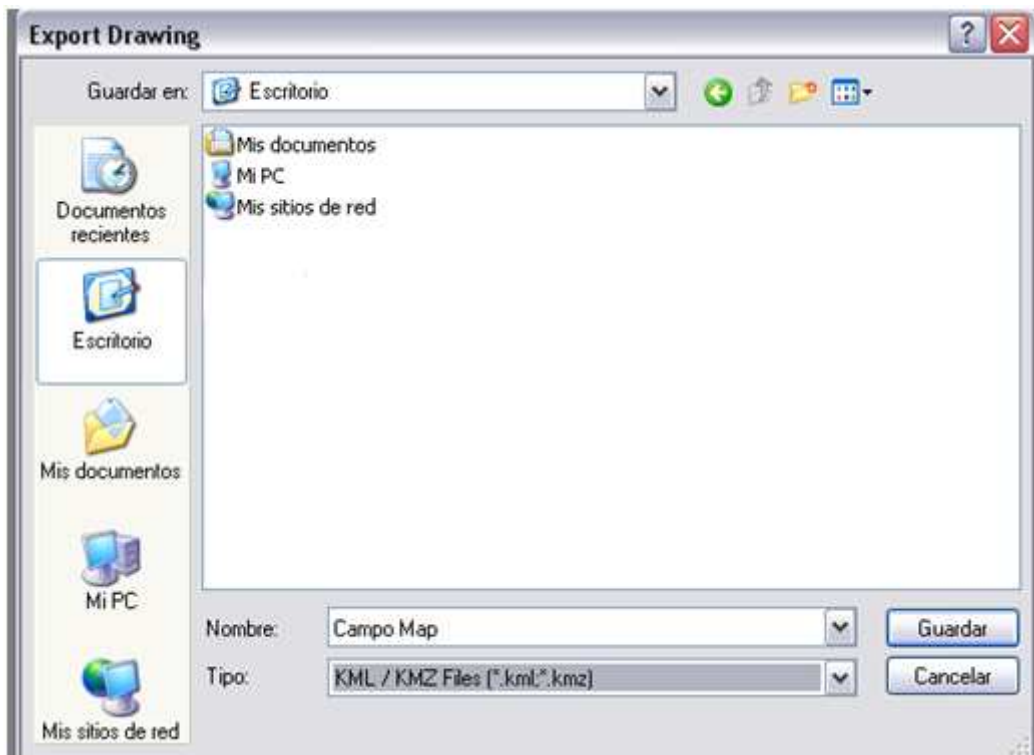 Export Drawing
?
Guardar en:
Escritorio
Mis documentos
Mi PC
Mis sitios de red
Documentos
recientes
Escritorio
Mis documentos
Mi PC
Mis sitios de red
Nombre:
Campo Map
Guardar
Tipo:
KML / KMZ Files (*.kml;*.kmz)
Cancelar